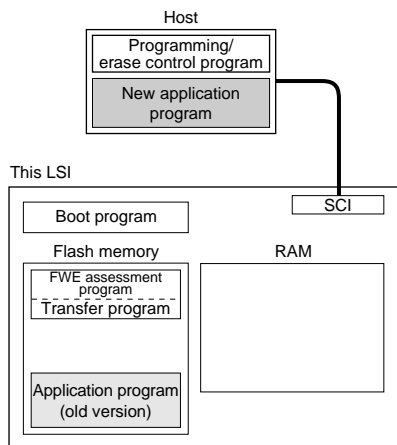 Host
Programming/
erase control program
New application
program
This LSI
SCI
Boot program
Flash memory
RAM
FWE assessment
program
Transfer program
Application program
(old version)